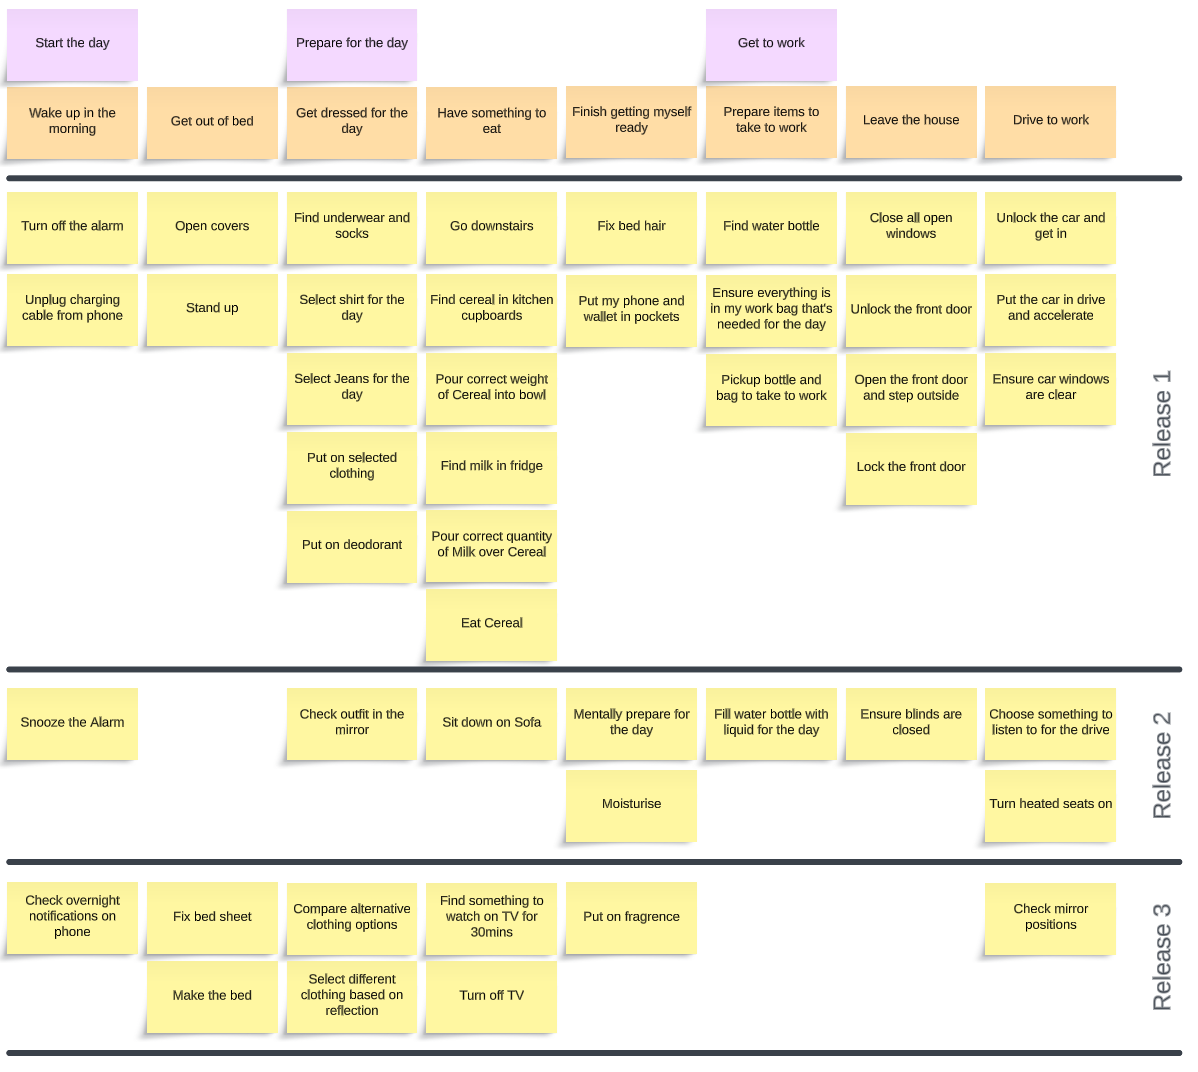 Start the day
Prepare for the day
Get to work
Wake up in the
morning
Get out of bed
Get dressed for the
day
Have something to
eat
Finish getting myself
ready
Prepare items to
take to work
Leave the house
Drive to work
Turn off the alarm
Open covers
Find underwear and
socks
Go downstairs
Fix bed hair
Find water bottle
Close all open
windows
Unlock the car and
get in
Unplug charging
cable from phone
Stand up
Select shirt for the
day
Find cereal in kitchen
cupboards
Put my phone and
wallet in pockets
Ensure everything is
in my work bag that's
needed for the day
Unlock the front door
Put the car in drive
and accelerate
Select Jeans for the
day
Pour correct weight
of Cereal into bowl
Pickup bottle and
bag to take to work
Open the front door
and step outside
Ensure car windows
are clear
Put on selected
clothing
Find milk in fridge
Lock the front door
Put on deodorant
Pour correct quantity
of Milk over Cereal
Eat Cereal
Release 1
Snooze the Alarm
Check outfit in the
mirror
Sit down on Sofa
Mentally prepare for
the day
Fill water bottle with
liquid for the day
Ensure blinds are
closed
Choose something to
listen to for the drive
Moisturise
Turn heated seats on
Release 2
Check overnight
notifications on
phone
Fix bed sheet
Compare alternative
clothing options
Find something to
watch on TV for
30mins
Put on fragrence
Check mirror
positions
Make the bed
Select different
clothing based on
reflection
Turn off TV
Release 3